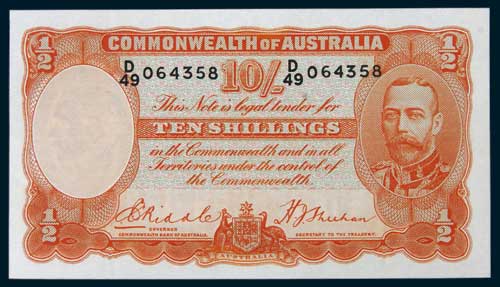 1/2 COMMONWEALTH OF AUSTRALIA 1/2
D/49 064358 D/49 064358
10/-
This Note is legal tender for
TEN SHILLINGS
in the Commonwealth and in all
Territories under the control of
the Commonwealth.
E C Riddle H J Sheehan
GOVERNOR SECRETARY TO THE TREASURY.
COMMONWEALTH BANK OF AUSTRALIA.
1/2 AUSTRALIA 1/2